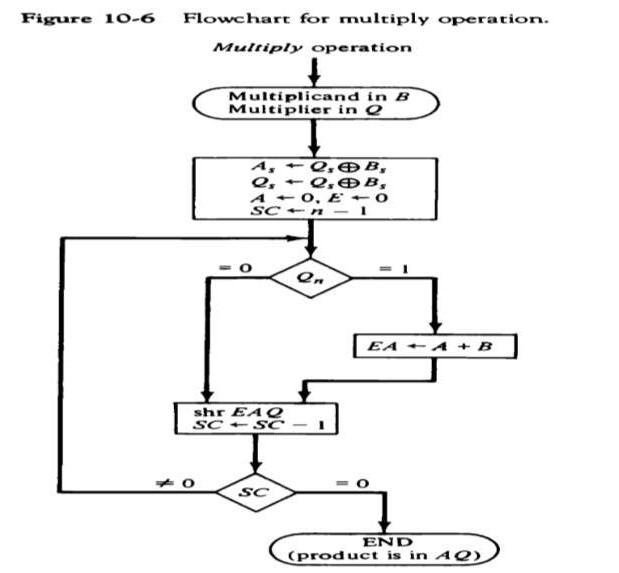 Figure 10-6 Flowchart for multiply operation.
Multiply operation
Multiplicand in B
Multiplier in Q
Aₛ ← Qₛ ⊕ Bₛ
Qₛ ← Qₛ ⊕ Bₛ
A ← 0, E ← 0
SC ← n − 1
= 0
Qₙ
= 1
EA ← A + B
shr EAQ
SC ← SC − 1
≠ 0
SC
= 0
END
(product is in AQ)